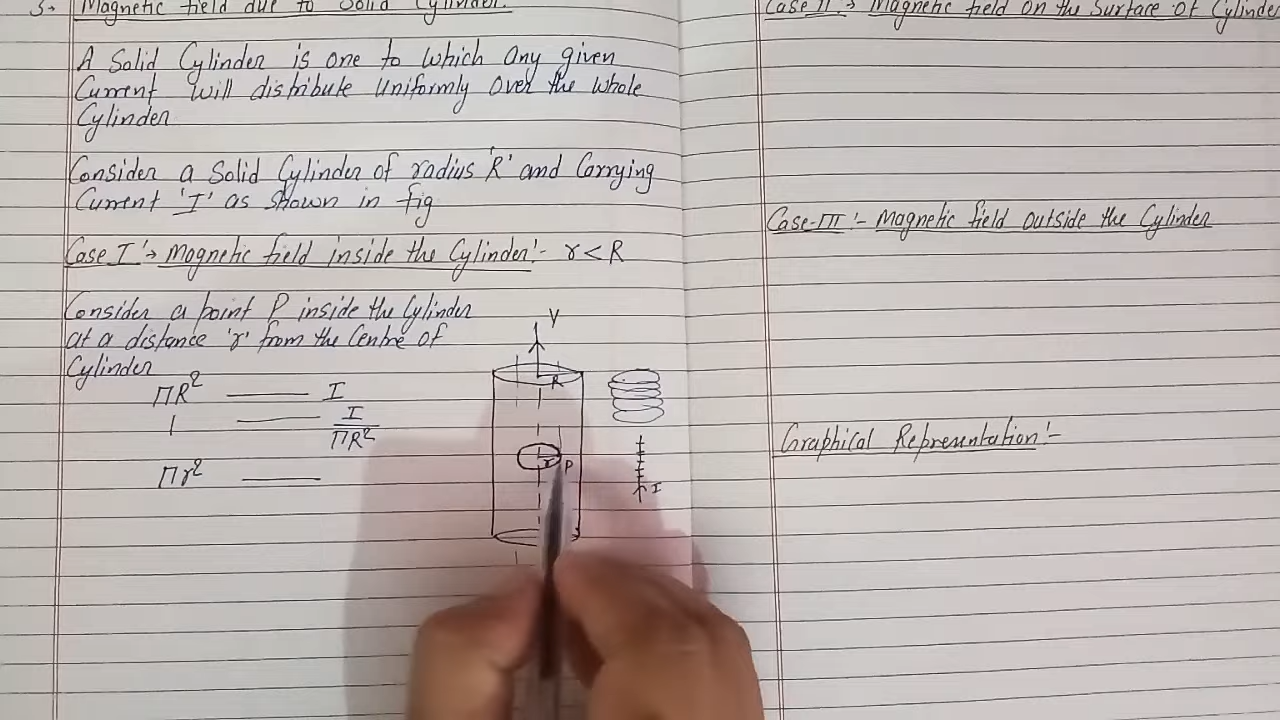 3. Magnetic field due to Solid Cylinder.
A Solid Cylinder is one to which Any given
Current will distribute Uniformly over the whole
Cylinder
Consider a Solid Cylinder of radius 'R' and Carrying
Current 'I' as shown in fig
Case I :→ Magnetic field inside the Cylinder:- r < R
Consider a point P inside the Cylinder
at a distance 'r' from the Centre of
Cylinder
ΠR² —— I
1 —— I/ΠR²
Πr² ——
Y
R
r P
I
Case II :→ Magnetic field on the Surface of Cylinder
Case-III :- Magnetic field outside the Cylinder
Graphical Representation:-